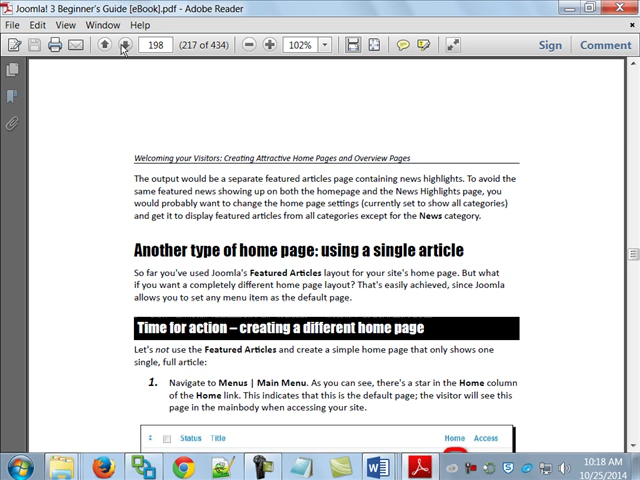 Joomla! 3 Beginner's Guide [eBook].pdf - Adobe Reader
File Edit View Window Help
198 (217 of 434) 102% Sign Comment
Welcoming your Visitors: Creating Attractive Home Pages and Overview Pages
The output would be a separate featured articles page containing news highlights. To avoid the
same featured news showing up on both the homepage and the News Highlights page, you
would probably want to change the home page settings (currently set to show all categories)
and get it to display featured articles from all categories except for the News category.
Another type of home page: using a single article
So far you've used Joomla's Featured Articles layout for your site's home page. But what
if you want a completely different home page layout? That's easily achieved, since Joomla
allows you to set any menu item as the default page.
Time for action – creating a different home page
Let's not use the Featured Articles and create a simple home page that only shows one
single, full article:
1. Navigate to Menus | Main Menu. As you can see, there's a star in the Home column
of the Home link. This indicates that this is the default page; the visitor will see this
page in the mainbody when accessing your site.
Status Title Home Access
10:18 AM
10/25/2014